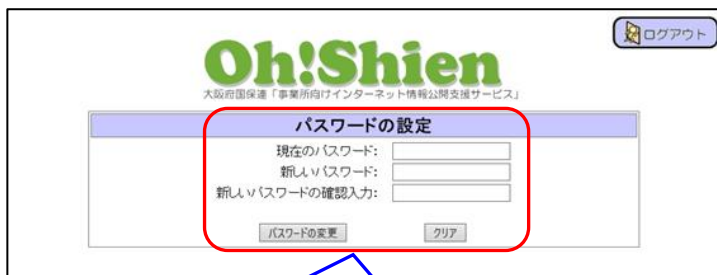 ログアウト
Oh!Shien
大阪府国保連「事業所向けインターネット情報公開支援サービス」
パスワードの設定
現在のパスワード:
新しいパスワード:
新しいパスワードの確認入力:
パスワードの変更 クリア